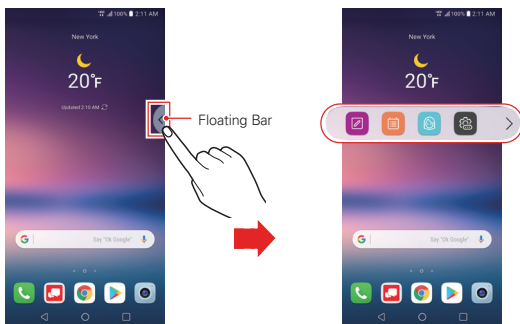 100% 2:11 AM
New York
20°F
Updated 2:10 AM
Floating Bar
G
Say "Ok Google"
100% 2:11 AM
New York
20°F
G
Say "Ok Google"